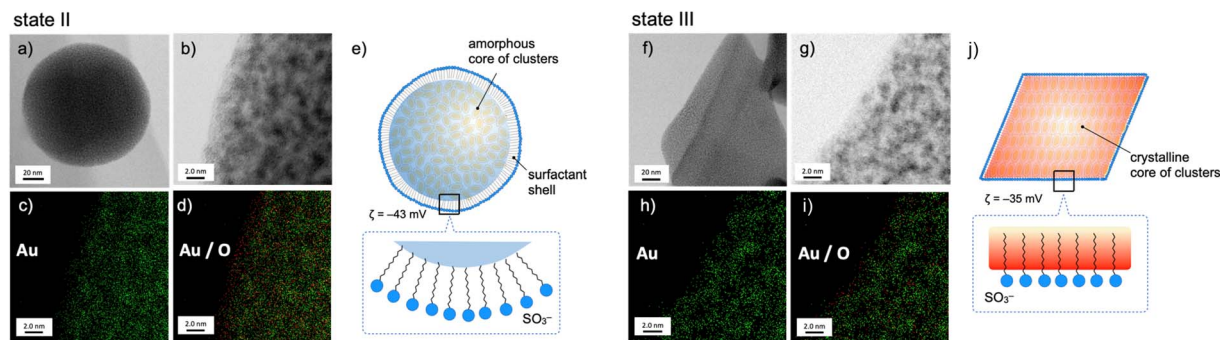 state II
a)
20 nm
b)
2.0 nm
c)
Au
2.0 nm
d)
Au / O
2.0 nm
e)
amorphous
core of clusters
surfactant
shell
ζ = –43 mV
SO₃⁻
state III
f)
20 nm
g)
2.0 nm
h)
Au
2.0 nm
i)
Au / O
2.0 nm
j)
crystalline
core of clusters
ζ = –35 mV
SO₃⁻